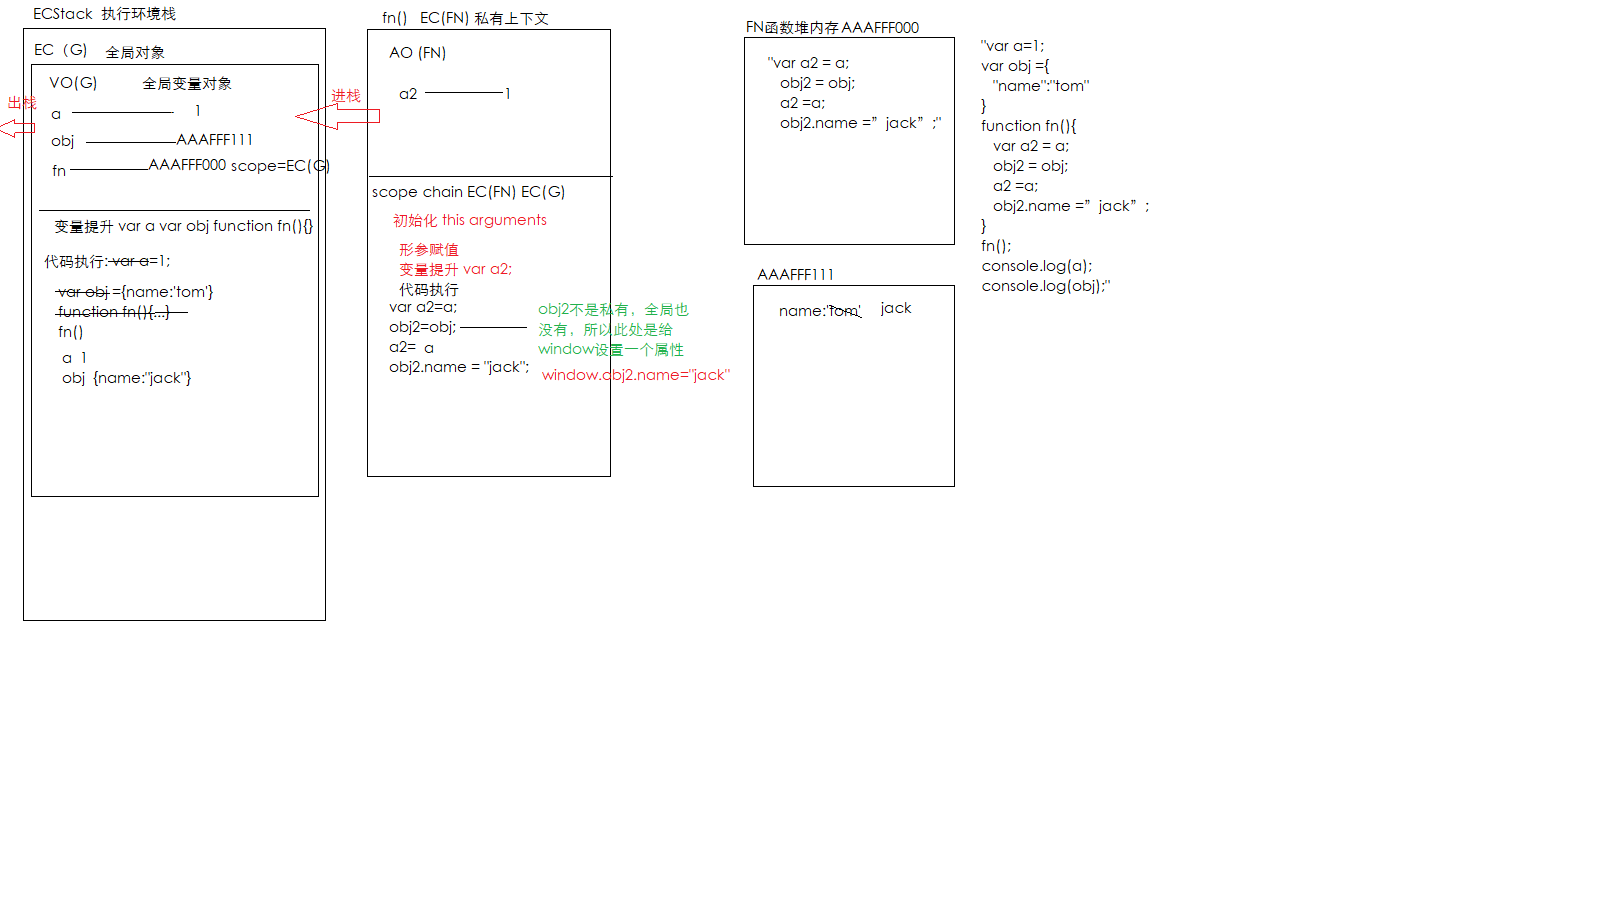 ECStack 执行环境栈
EC（G） 全局对象
VO(G) 全局变量对象
出栈
a 1
obj AAAFFF111
fn AAAFFF000 scope=EC(G)
变量提升 var a var obj function fn(){}
代码执行: var a=1;
var obj ={name:'tom'}
function fn(){...}
fn()
a 1
obj {name:"jack"}
进栈
fn() EC(FN) 私有上下文
AO (FN)
a2 1
scope chain EC(FN) EC(G)
初始化 this arguments
形参赋值
变量提升 var a2;
代码执行
var a2=a;
obj2=obj;
a2= a
obj2.name = "jack";
obj2不是私有，全局也
没有，所以此处是给
window设置一个属性
window.obj2.name="jack"
FN函数堆内存 AAAFFF000
"var a2 = a;
obj2 = obj;
a2 =a;
obj2.name =”jack”;"
AAAFFF111
name:'tom' jack
"var a=1;
var obj ={
"name":"tom"
}
function fn(){
var a2 = a;
obj2 = obj;
a2 =a;
obj2.name =”jack”;
}
fn();
console.log(a);
console.log(obj);"